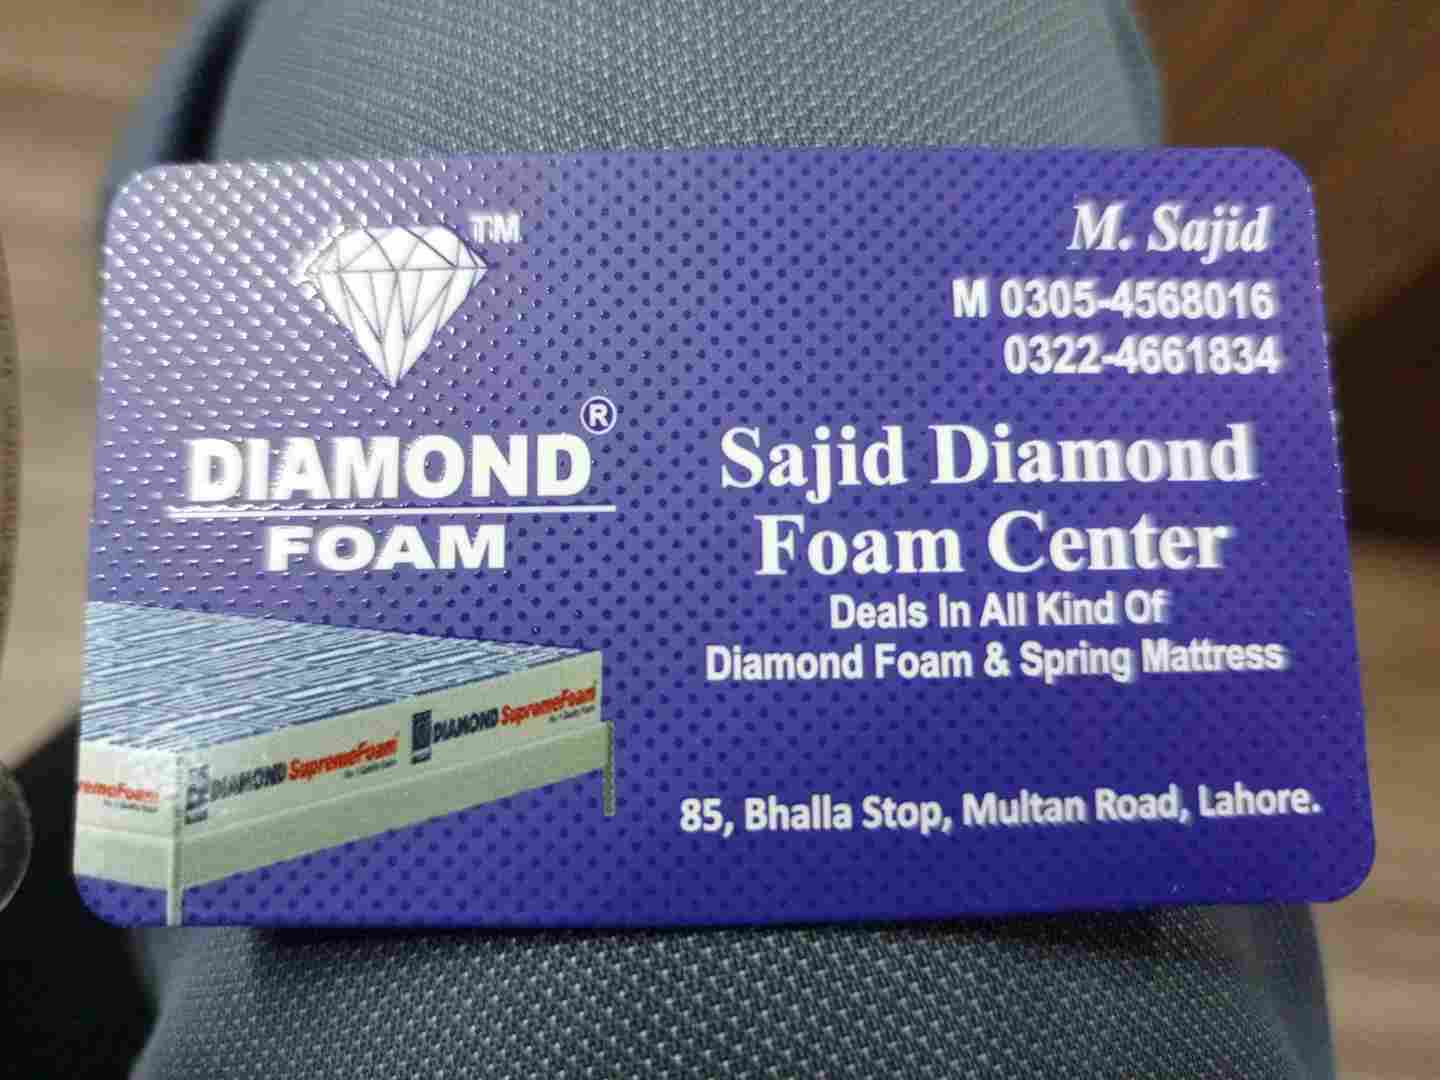 TM
DIAMOND ®
FOAM
M. Sajid
M 0305-4568016
0322-4661834
Sajid Diamond
Foam Center
Deals In All Kind Of
Diamond Foam & Spring Mattress
85, Bhalla Stop, Multan Road, Lahore.
DIAMOND SupremeFoam
DIAMOND SupremeFoam
remeFoam